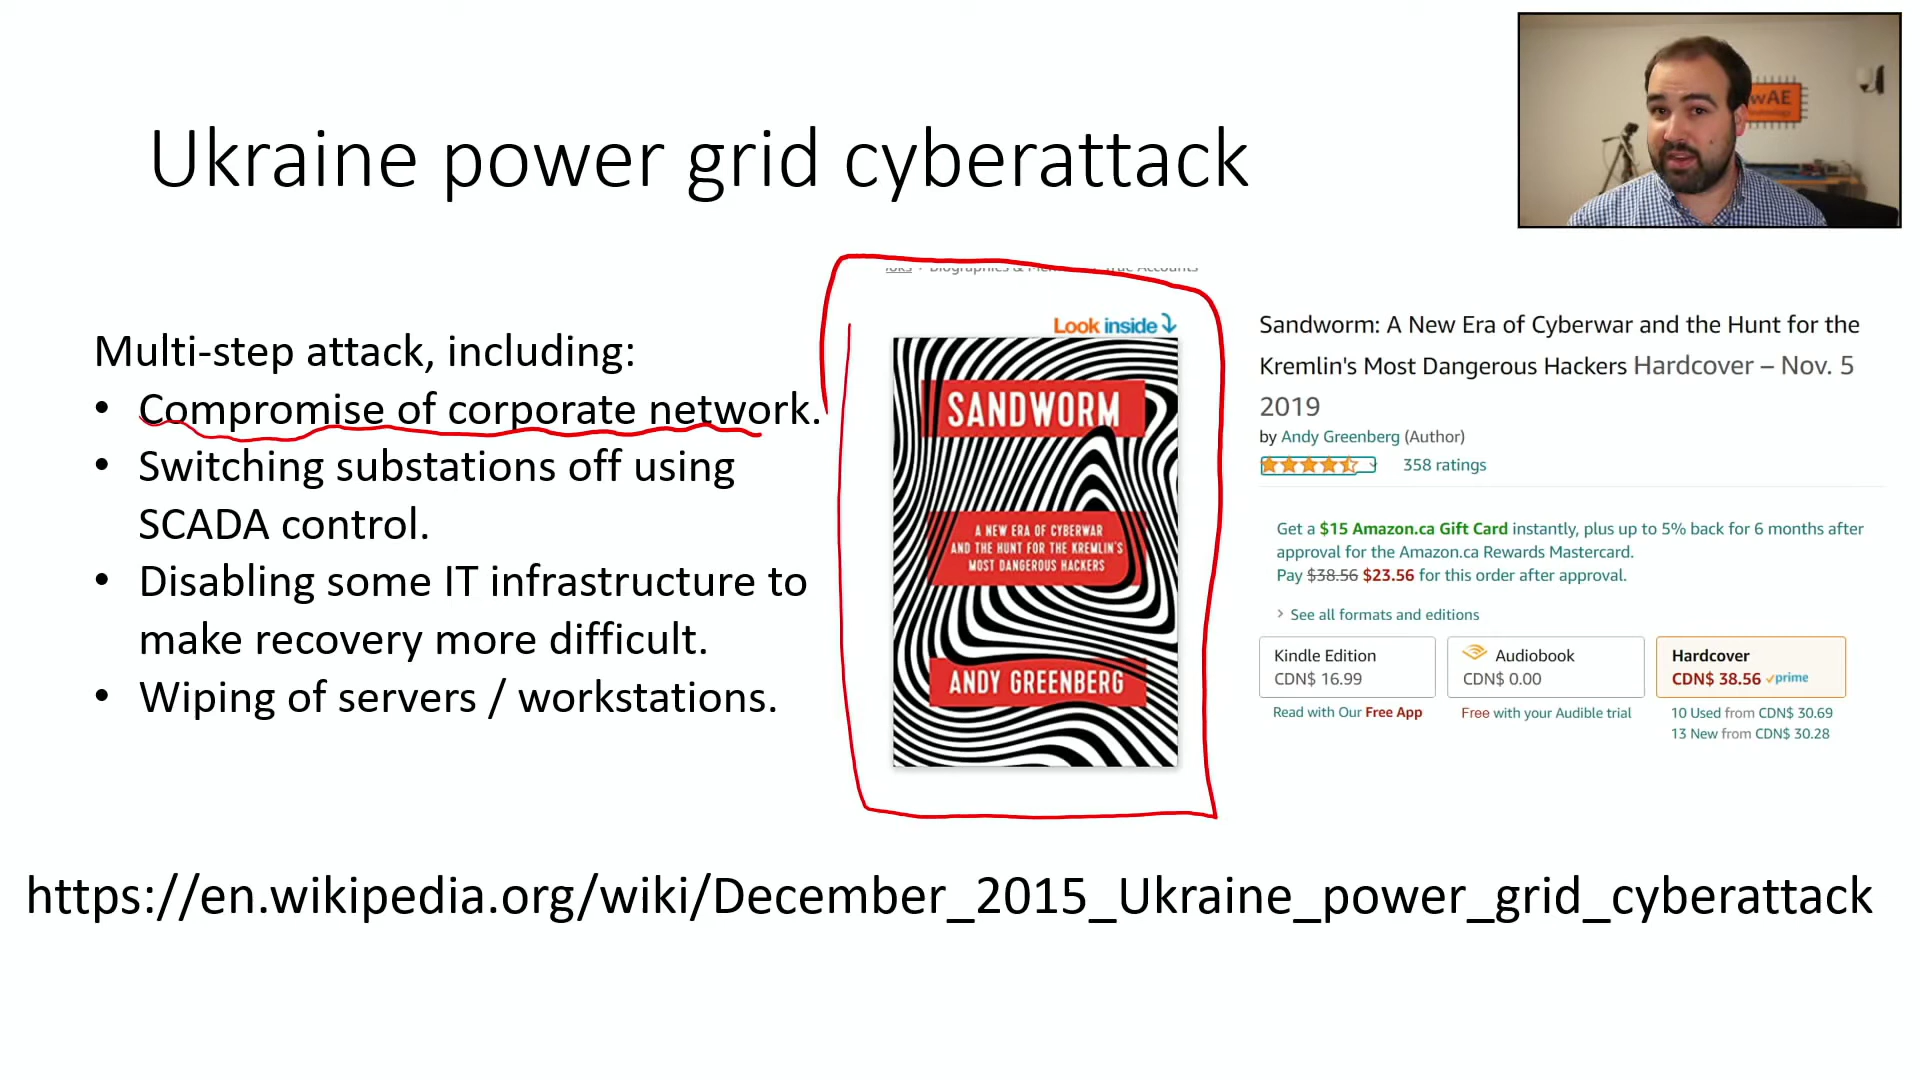 Ukraine power grid cyberattack
wAE
Multi-step attack, including:
• Compromise of corporate network.
• Switching substations off using
SCADA control.
• Disabling some IT infrastructure to
make recovery more difficult.
• Wiping of servers / workstations.
Look inside
SANDWORM
A NEW ERA OF CYBERWAR
AND THE HUNT FOR THE KREMLIN'S
MOST DANGEROUS HACKERS
ANDY GREENBERG
Sandworm: A New Era of Cyberwar and the Hunt for the
Kremlin's Most Dangerous Hackers Hardcover – Nov. 5
2019
by Andy Greenberg (Author)
358 ratings
Get a $15 Amazon.ca Gift Card instantly, plus up to 5% back for 6 months after
approval for the Amazon.ca Rewards Mastercard.
Pay $38.56 $23.56 for this order after approval.
› See all formats and editions
Kindle Edition
CDN$ 16.99
Read with Our Free App
Audiobook
CDN$ 0.00
Free with your Audible trial
Hardcover
CDN$ 38.56 prime
10 Used from CDN$ 30.69
13 New from CDN$ 30.28
https://en.wikipedia.org/wiki/December_2015_Ukraine_power_grid_cyberattack